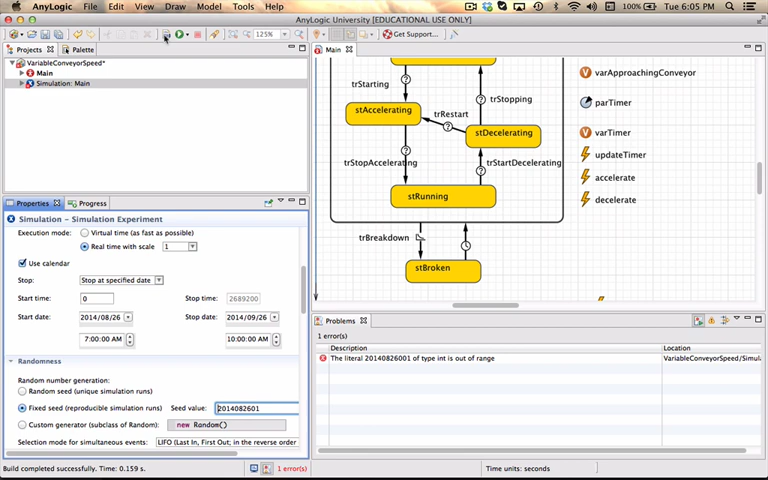 AnyLogic File Edit View Draw Model Tools Help 100% Tue 6:05 PM
AnyLogic University [EDUCATIONAL USE ONLY]
125% Get Support...
Projects Palette
VariableConveyorSpeed*
Main
Simulation: Main
Properties Progress
Simulation – Simulation Experiment
Execution mode: Virtual time (as fast as possible)
Real time with scale 1
Use calendar
Stop: Stop at specified date
Start time: 0 Stop time: 2689200
Start date: 2014/08/26 Stop date: 2014/09/26
7:00:00 AM 10:00:00 AM
Randomness
Random number generation:
Random seed (unique simulation runs)
Fixed seed (reproducible simulation runs) Seed value: 2014082601
Custom generator (subclass of Random): new Random()
Selection mode for simultaneous events: LIFO (Last In, First Out; in the reverse order
Main
trStarting
trStopping
stAccelerating
trRestart
stDecelerating
trStopAccelerating
trStartDecelerating
stRunning
trBreakdown
stBroken
varApproachingConveyor
parTimer
varTimer
updateTimer
accelerate
decelerate
Problems
1 error(s)
Description Location
The literal 20140826001 of type int is out of range VariableConveyorSpeed/Simula
Build completed successfully. Time: 0.159 s. 1 error(s) Time units: seconds